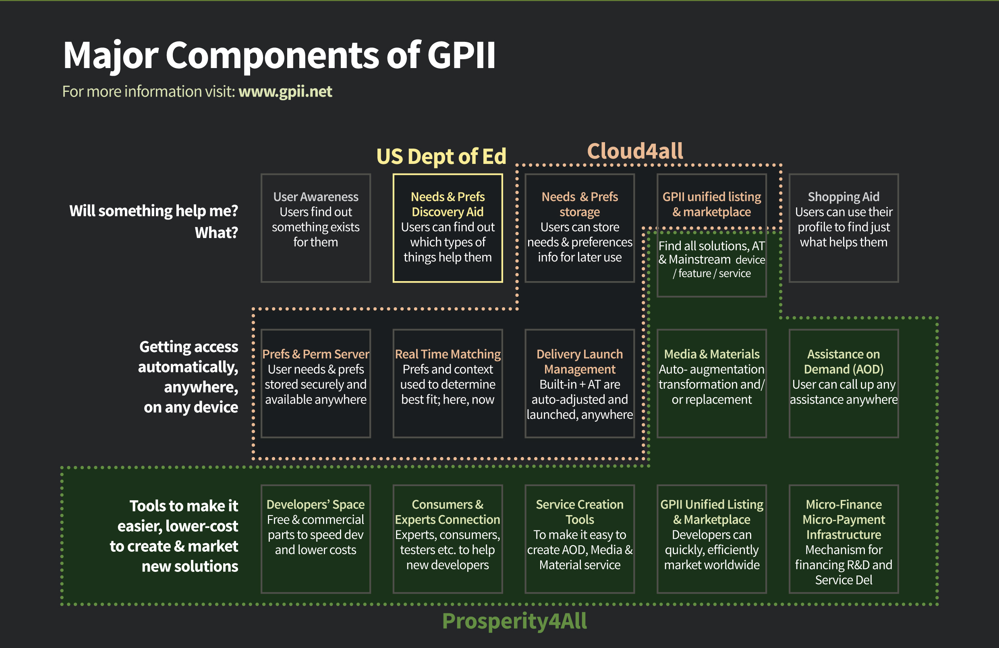 Major Components of GPII
For more information visit: www.gpii.net
US Dept of Ed
Cloud4all
Will something help me?
What?
User Awareness
Users find out
something exists
for them
Needs & Prefs
Discovery Aid
Users can find out
which types of
things help them
Needs & Prefs
storage
Users can store
needs & preferences
info for later use
GPII unified listing
& marketplace
Find all solutions, AT
& Mainstream device
/ feature / service
Shopping Aid
Users can use their
profile to find just
what helps them
Getting access
automatically,
anywhere,
on any device
Prefs & Perm Server
User needs & prefs
stored securely and
available anywhere
Real Time Matching
Prefs and context
used to determine
best fit; here, now
Delivery Launch
Management
Built-in + AT are
auto-adjusted and
launched, anywhere
Media & Materials
Auto- augmentation
transformation and/
or replacement
Assistance on
Demand (AOD)
User can call up any
assistance anywhere
Tools to make it
easier, lower-cost
to create & market
new solutions
Developers’ Space
Free & commercial
parts to speed dev
and lower costs
Consumers &
Experts Connection
Experts, consumers,
testers etc. to help
new developers
Service Creation
Tools
To make it easy to
create AOD, Media &
Material service
GPII Unified Listing
& Marketplace
Developers can
quickly, efficiently
market worldwide
Micro-Finance
Micro-Payment
Infrastructure
Mechanism for
financing R&D and
Service Del
Prosperity4All